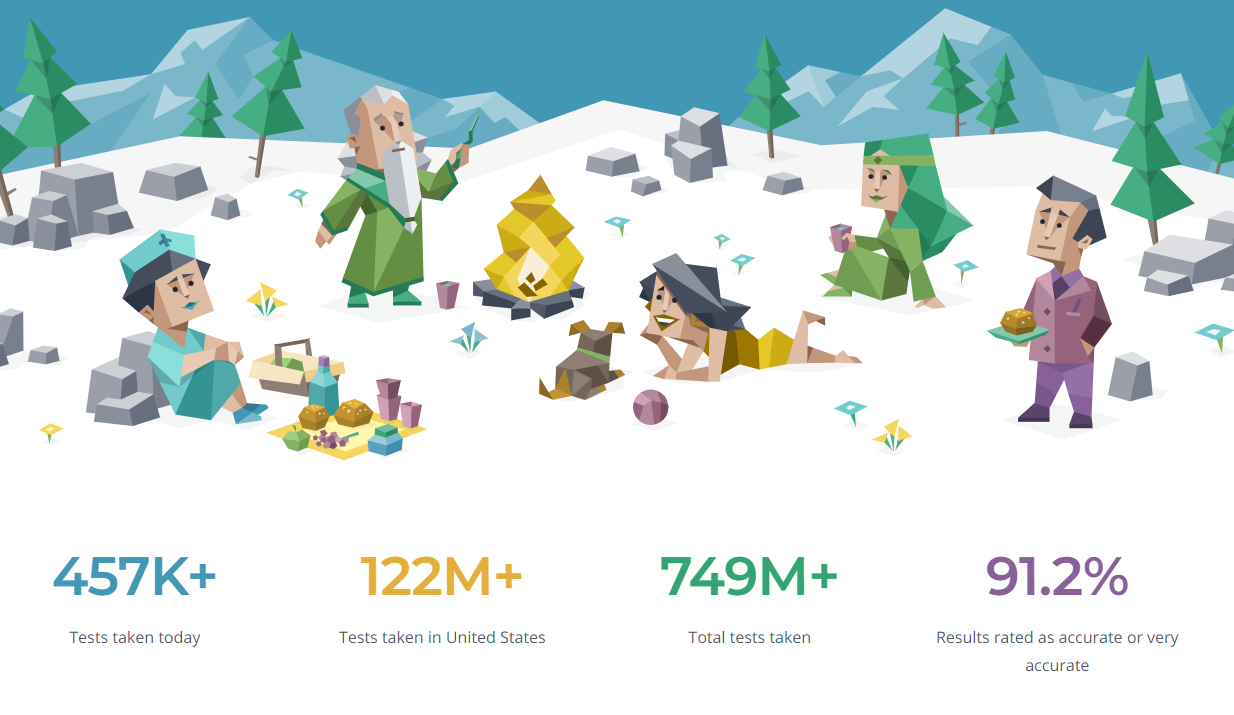 457K+
Tests taken today
122M+
Tests taken in United States
749M+
Total tests taken
91.2%
Results rated as accurate or very
accurate